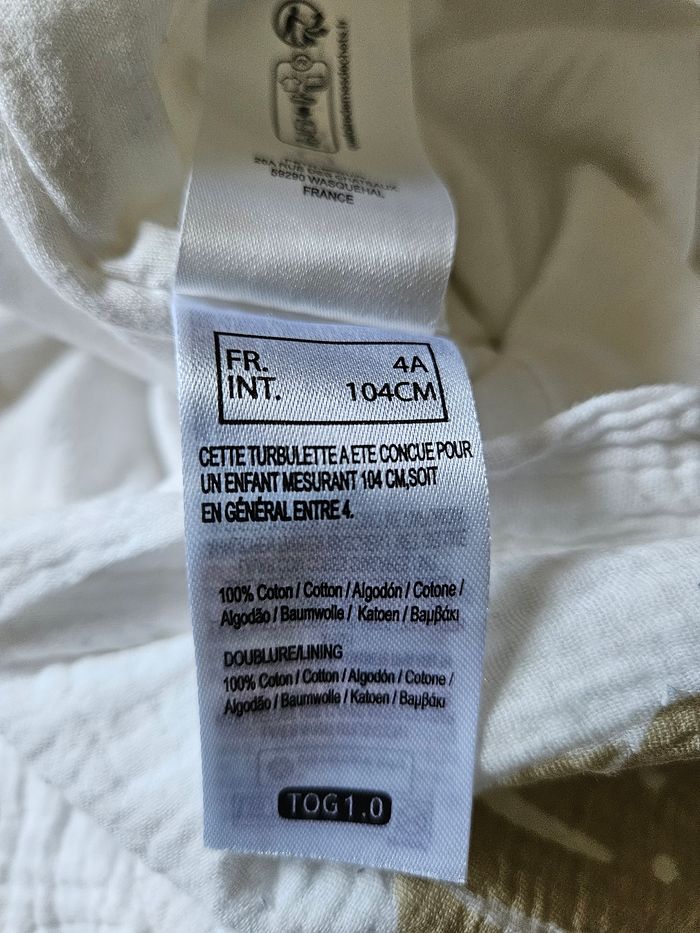 59290 WASQUEHAL
FRANCE
FR. 4A
INT. 104CM
CETTE TURBULETTE A ETE CONCUE POUR
UN ENFANT MESURANT 104 CM,SOIT
EN GÉNÉRAL ENTRE 4.
100% Coton / Cotton / Algodón / Cotone /
Algodão / Baumwolle / Katoen / Βαμβάκι
DOUBLURE/LINING
100% Coton / Cotton / Algodón / Cotone /
Algodão / Baumwolle / Katoen / Βαμβάκι
TOG1.0